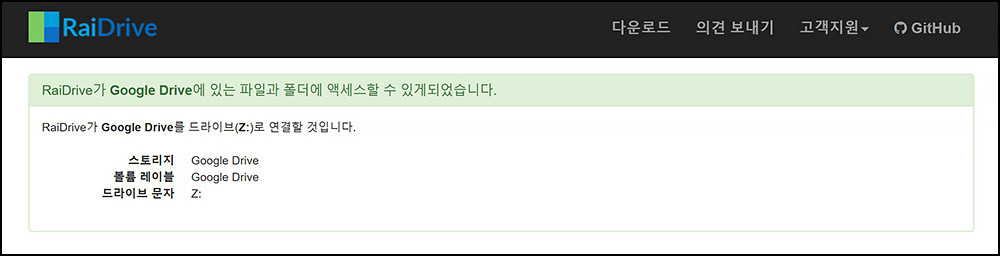 RaiDrive 다운로드 의견 보내기 고객지원 GitHub
RaiDrive가 Google Drive에 있는 파일과 폴더에 액세스할 수 있게되었습니다.
RaiDrive가 Google Drive를 드라이브(Z:)로 연결할 것입니다.
스토리지 Google Drive
볼륨 레이블 Google Drive
드라이브 문자 Z: